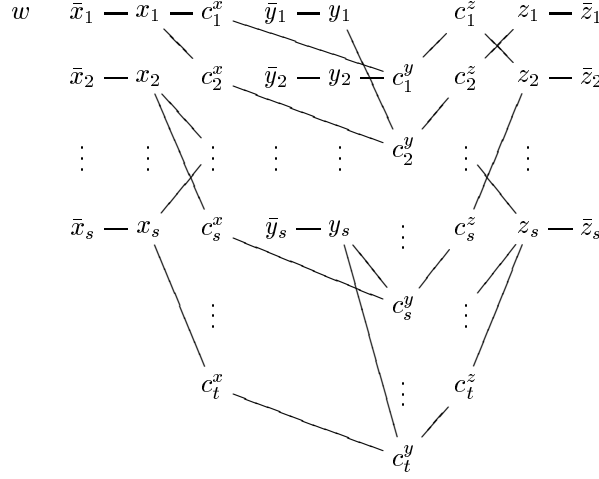 w x̄₁ x₁ c₁ˣ ȳ₁ y₁ c₁ᶻ z₁ z̄₁
x̄₂ x₂ c₂ˣ ȳ₂ y₂ c₁ʸ c₂ᶻ z₂ z̄₂
c₂ʸ
⋮ ⋮ ⋮ ⋮ ⋮ ⋮ ⋮
x̄ₛ xₛ cₛˣ ȳₛ yₛ ⋮ cₛᶻ zₛ z̄ₛ
⋮ cₛʸ ⋮
cₜˣ ⋮ cₜᶻ
cₜʸ